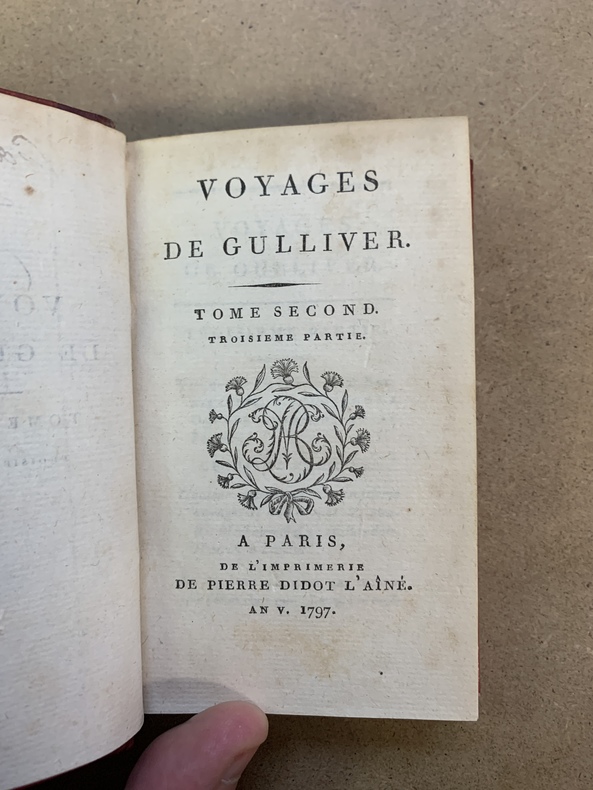 VOYAGES
DE GULLIVER.
TOME SECOND.
TROISIEME PARTIE.
A PARIS,
DE L'IMPRIMERIE
DE PIERRE DIDOT L'AÎNÉ.
AN V. 1797.